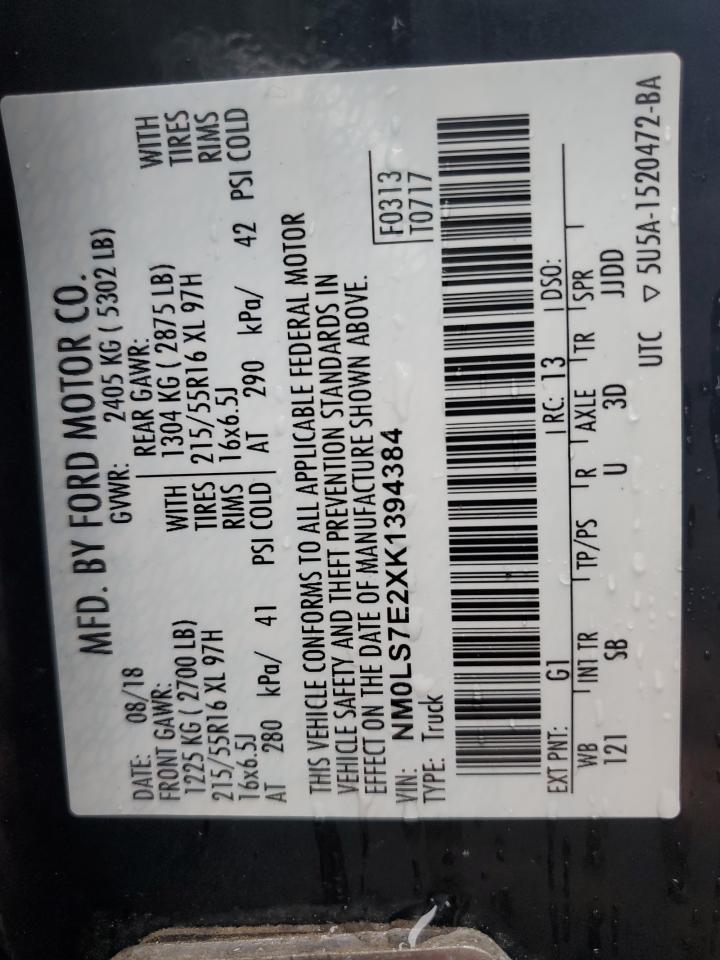 MFD. BY FORD MOTOR CO.
DATE: 08/18 GVWR: 2405 KG ( 5302 LB)
FRONT GAWR: REAR GAWR:
1225 KG ( 2700 LB) WITH 1304 KG ( 2875 LB) WITH
215/55R16 XL 97H TIRES 215/55R16 XL 97H TIRES
16x6.5J RIMS 16x6.5J RIMS
AT 280 kPa/ 41 PSI COLD AT 290 kPa/ 42 PSI COLD
THIS VEHICLE CONFORMS TO ALL APPLICABLE FEDERAL MOTOR
VEHICLE SAFETY AND THEFT PREVENTION STANDARDS IN
EFFECT ON THE DATE OF MANUFACTURE SHOWN ABOVE.
VIN: NM0LS7E2XK1394384 F0313
TYPE: Truck T0717
EXT PNT: G1 RC: 13 DSO:
WB INT TR TP/PS R AXLE TR SPR
121 SB U 3D JJDD
UTC ▽ 5U5A-1520472-BA